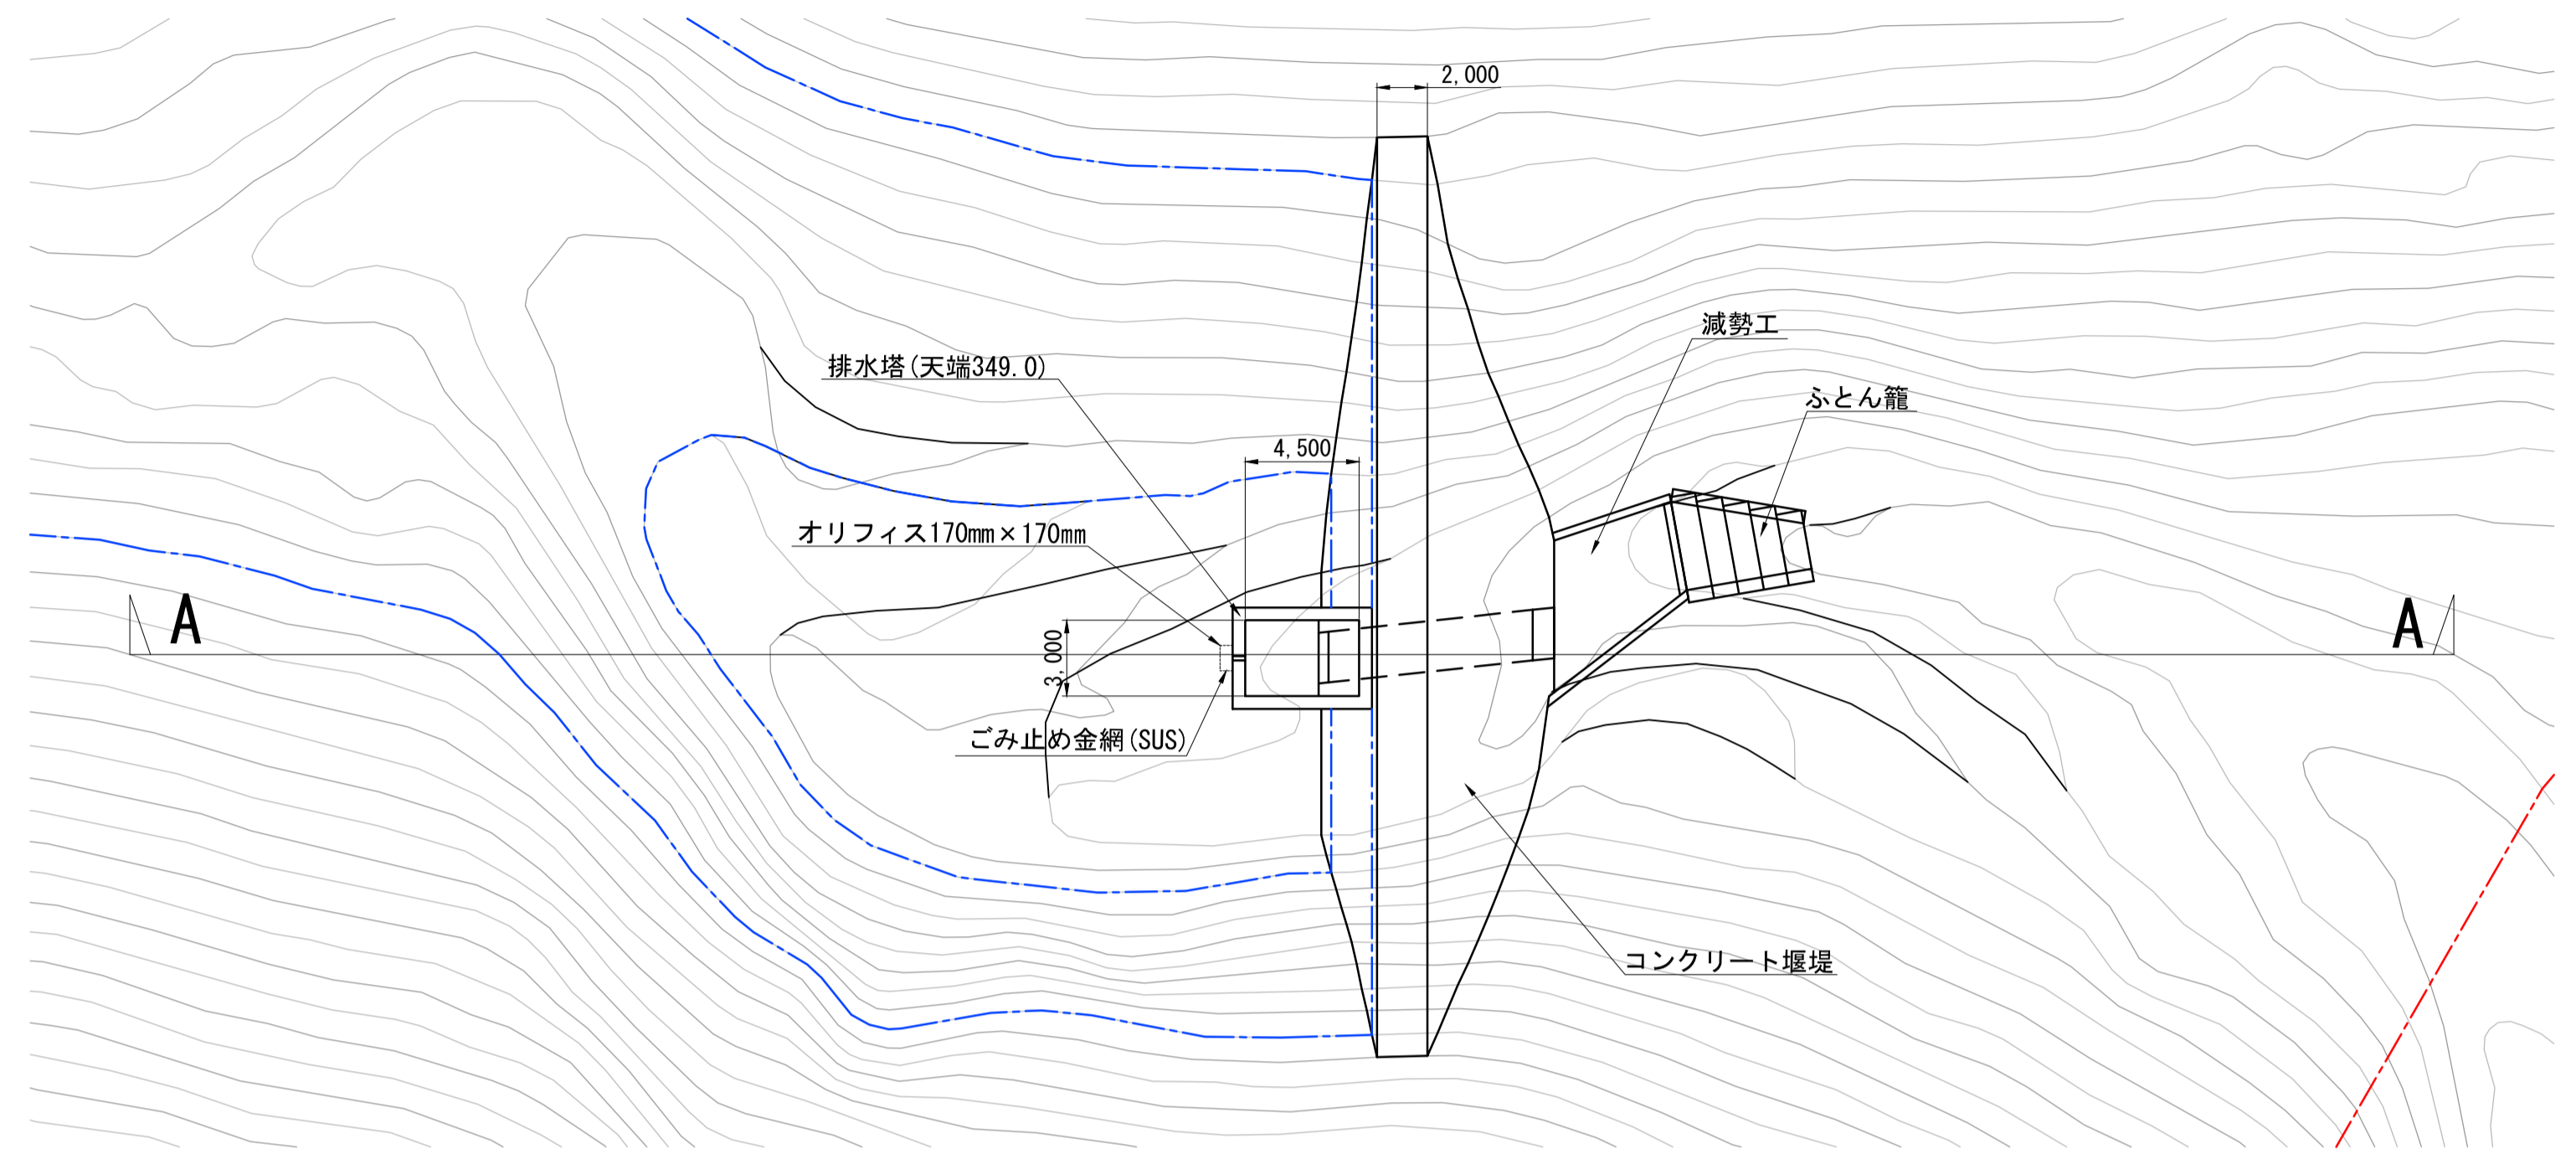 2,000
減勢工
排水塔(天端349.0)
ふとん籠
4,500
オリフィス170mm×170mm
A
A
3,000
ごみ止め金網(SUS)
コンクリート堰堤